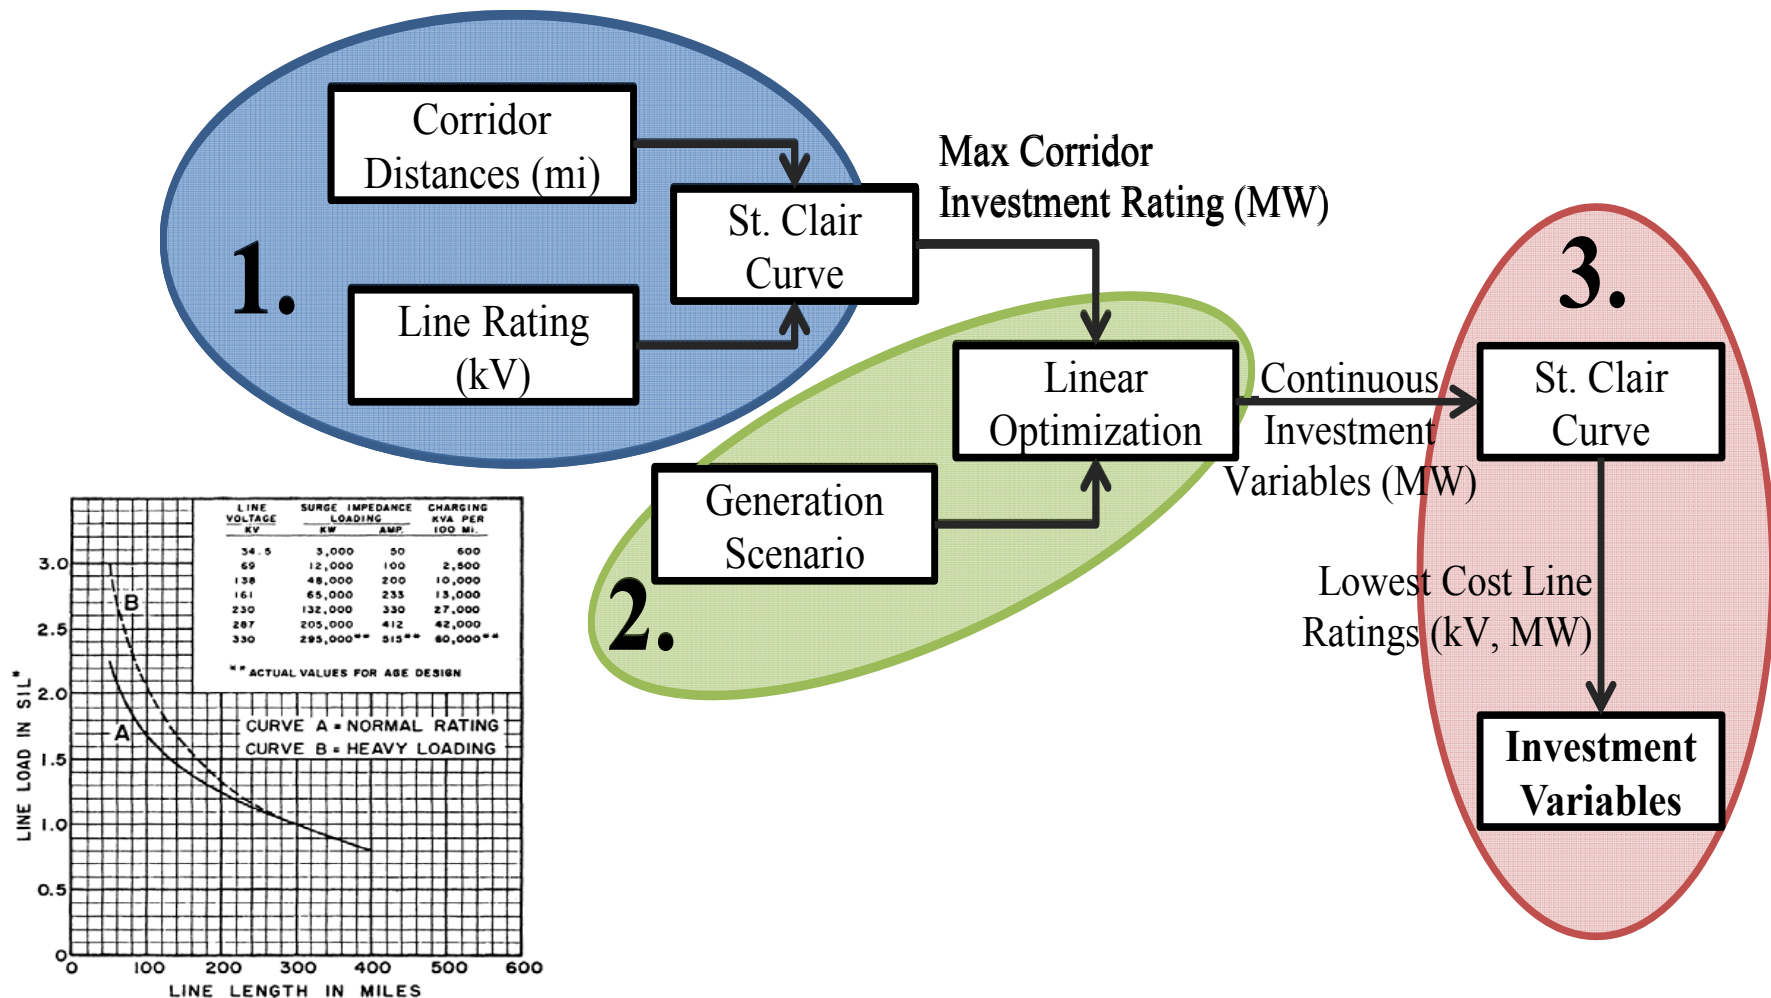 1.
Corridor
Distances (mi)
Line Rating
(kV)
St. Clair
Curve
Max Corridor
Investment Rating (MW)
2.
Generation
Scenario
Linear
Optimization
Continuous
Investment
Variables (MW)
3.
St. Clair
Curve
Lowest Cost Line
Ratings (kV, MW)
Investment
Variables
LINE VOLTAGE KV SURGE IMPEDANCE LOADING KW AMP. CHARGING KVA PER 100 MI.
34.5 3,000 50 600
69 12,000 100 2,500
138 48,000 200 10,000
161 65,000 233 13,000
230 132,000 330 27,000
287 205,000 412 42,000
330 295,000** 515** 60,000**
** ACTUAL VALUES FOR AGE DESIGN
CURVE A = NORMAL RATING
CURVE B = HEAVY LOADING
B
A
LINE LOAD IN SIL*
3.0
2.5
2.0
1.5
1.0
0.5
0
0 100 200 300 400 500 600
LINE LENGTH IN MILES